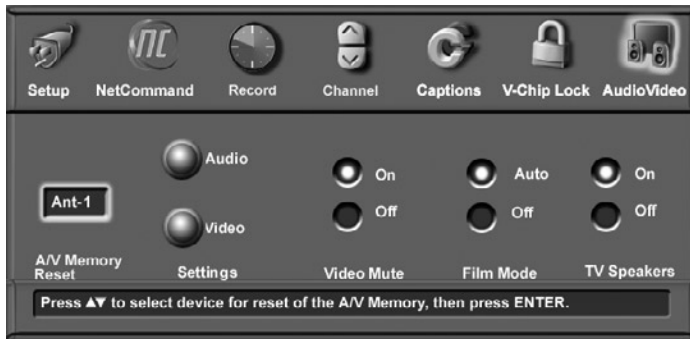 NC
Setup NetCommand Record Channel Captions V-Chip Lock AudioVideo
Audio
On Auto On
Ant-1
Off Off Off
Video
A/V Memory
Reset Settings Video Mute Film Mode TV Speakers
Press ▲▼ to select device for reset of the A/V Memory, then press ENTER.